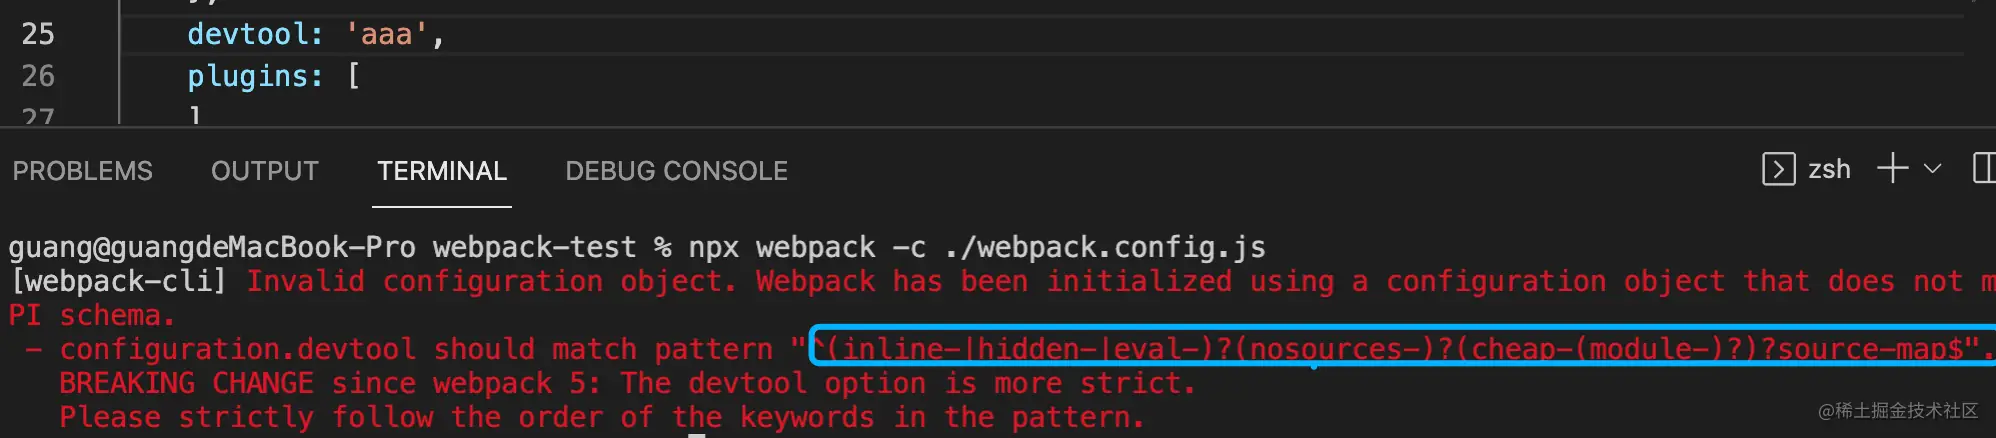 25 devtool: 'aaa',
26 plugins: [
27 ]
PROBLEMS OUTPUT TERMINAL DEBUG CONSOLE zsh
guang@guangdeMacBook-Pro webpack-test % npx webpack -c ./webpack.config.js
[webpack-cli] Invalid configuration object. Webpack has been initialized using a configuration object that does not m
PI schema.
- configuration.devtool should match pattern "^(inline-|hidden-|eval-)?(nosources-)?(cheap-(module-)?)?source-map$".
BREAKING CHANGE since webpack 5: The devtool option is more strict.
Please strictly follow the order of the keywords in the pattern.
@稀土掘金技术社区